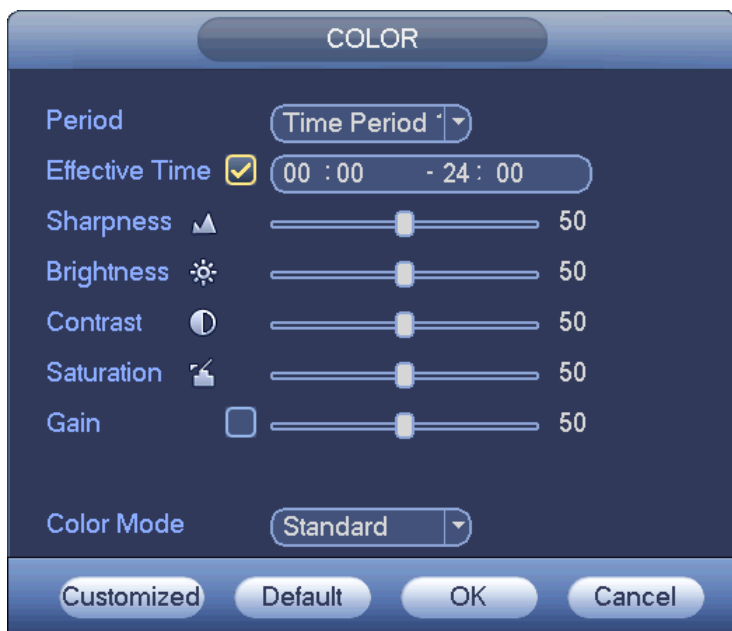 COLOR
Period Time Period 1
Effective Time 00 : 00 - 24 : 00
Sharpness 50
Brightness 50
Contrast 50
Saturation 50
Gain 50
Color Mode Standard
Customized Default OK Cancel